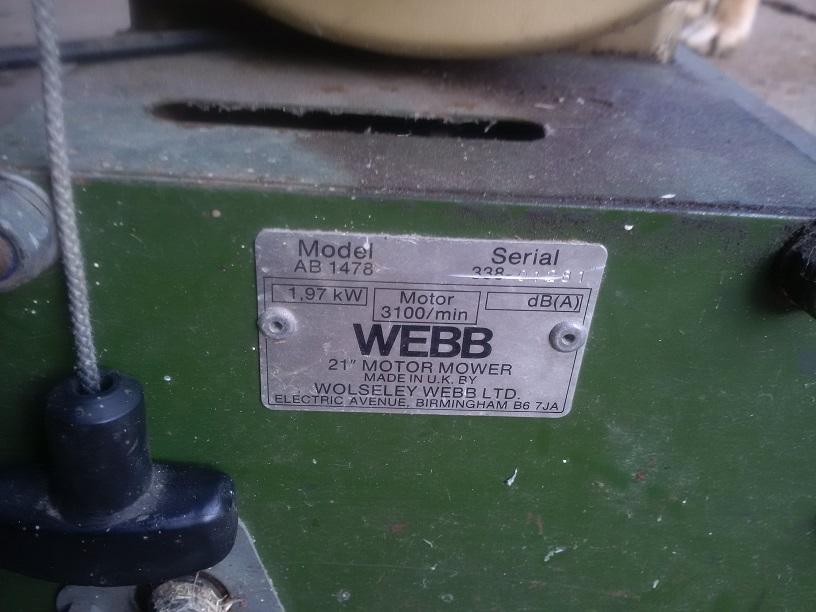 Model Serial
AB 1478
1,97 kW Motor dB(A)
3100/min
WEBB
21" MOTOR MOWER
MADE IN U.K. BY
WOLSELEY WEBB LTD.
ELECTRIC AVENUE, BIRMINGHAM B6 7JA